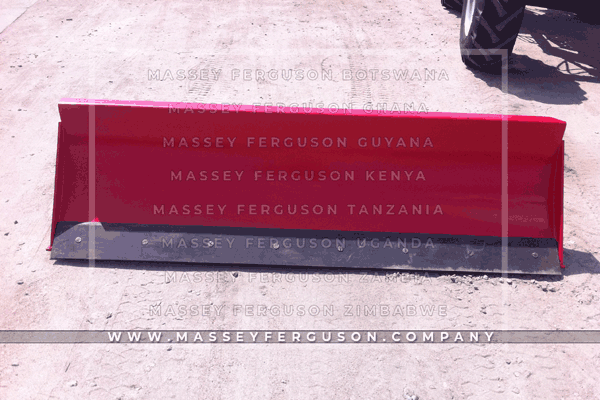 MASSEY FERGUSON BOTSWANA
MASSEY FERGUSON GHANA
MASSEY FERGUSON GUYANA
MASSEY FERGUSON KENYA
MASSEY FERGUSON TANZANIA
MASSEY FERGUSON UGANDA
MASSEY FERGUSON ZAMBIA
MASSEY FERGUSON ZIMBABWE
WWW.MASSEYFERGUSON.COMPANY